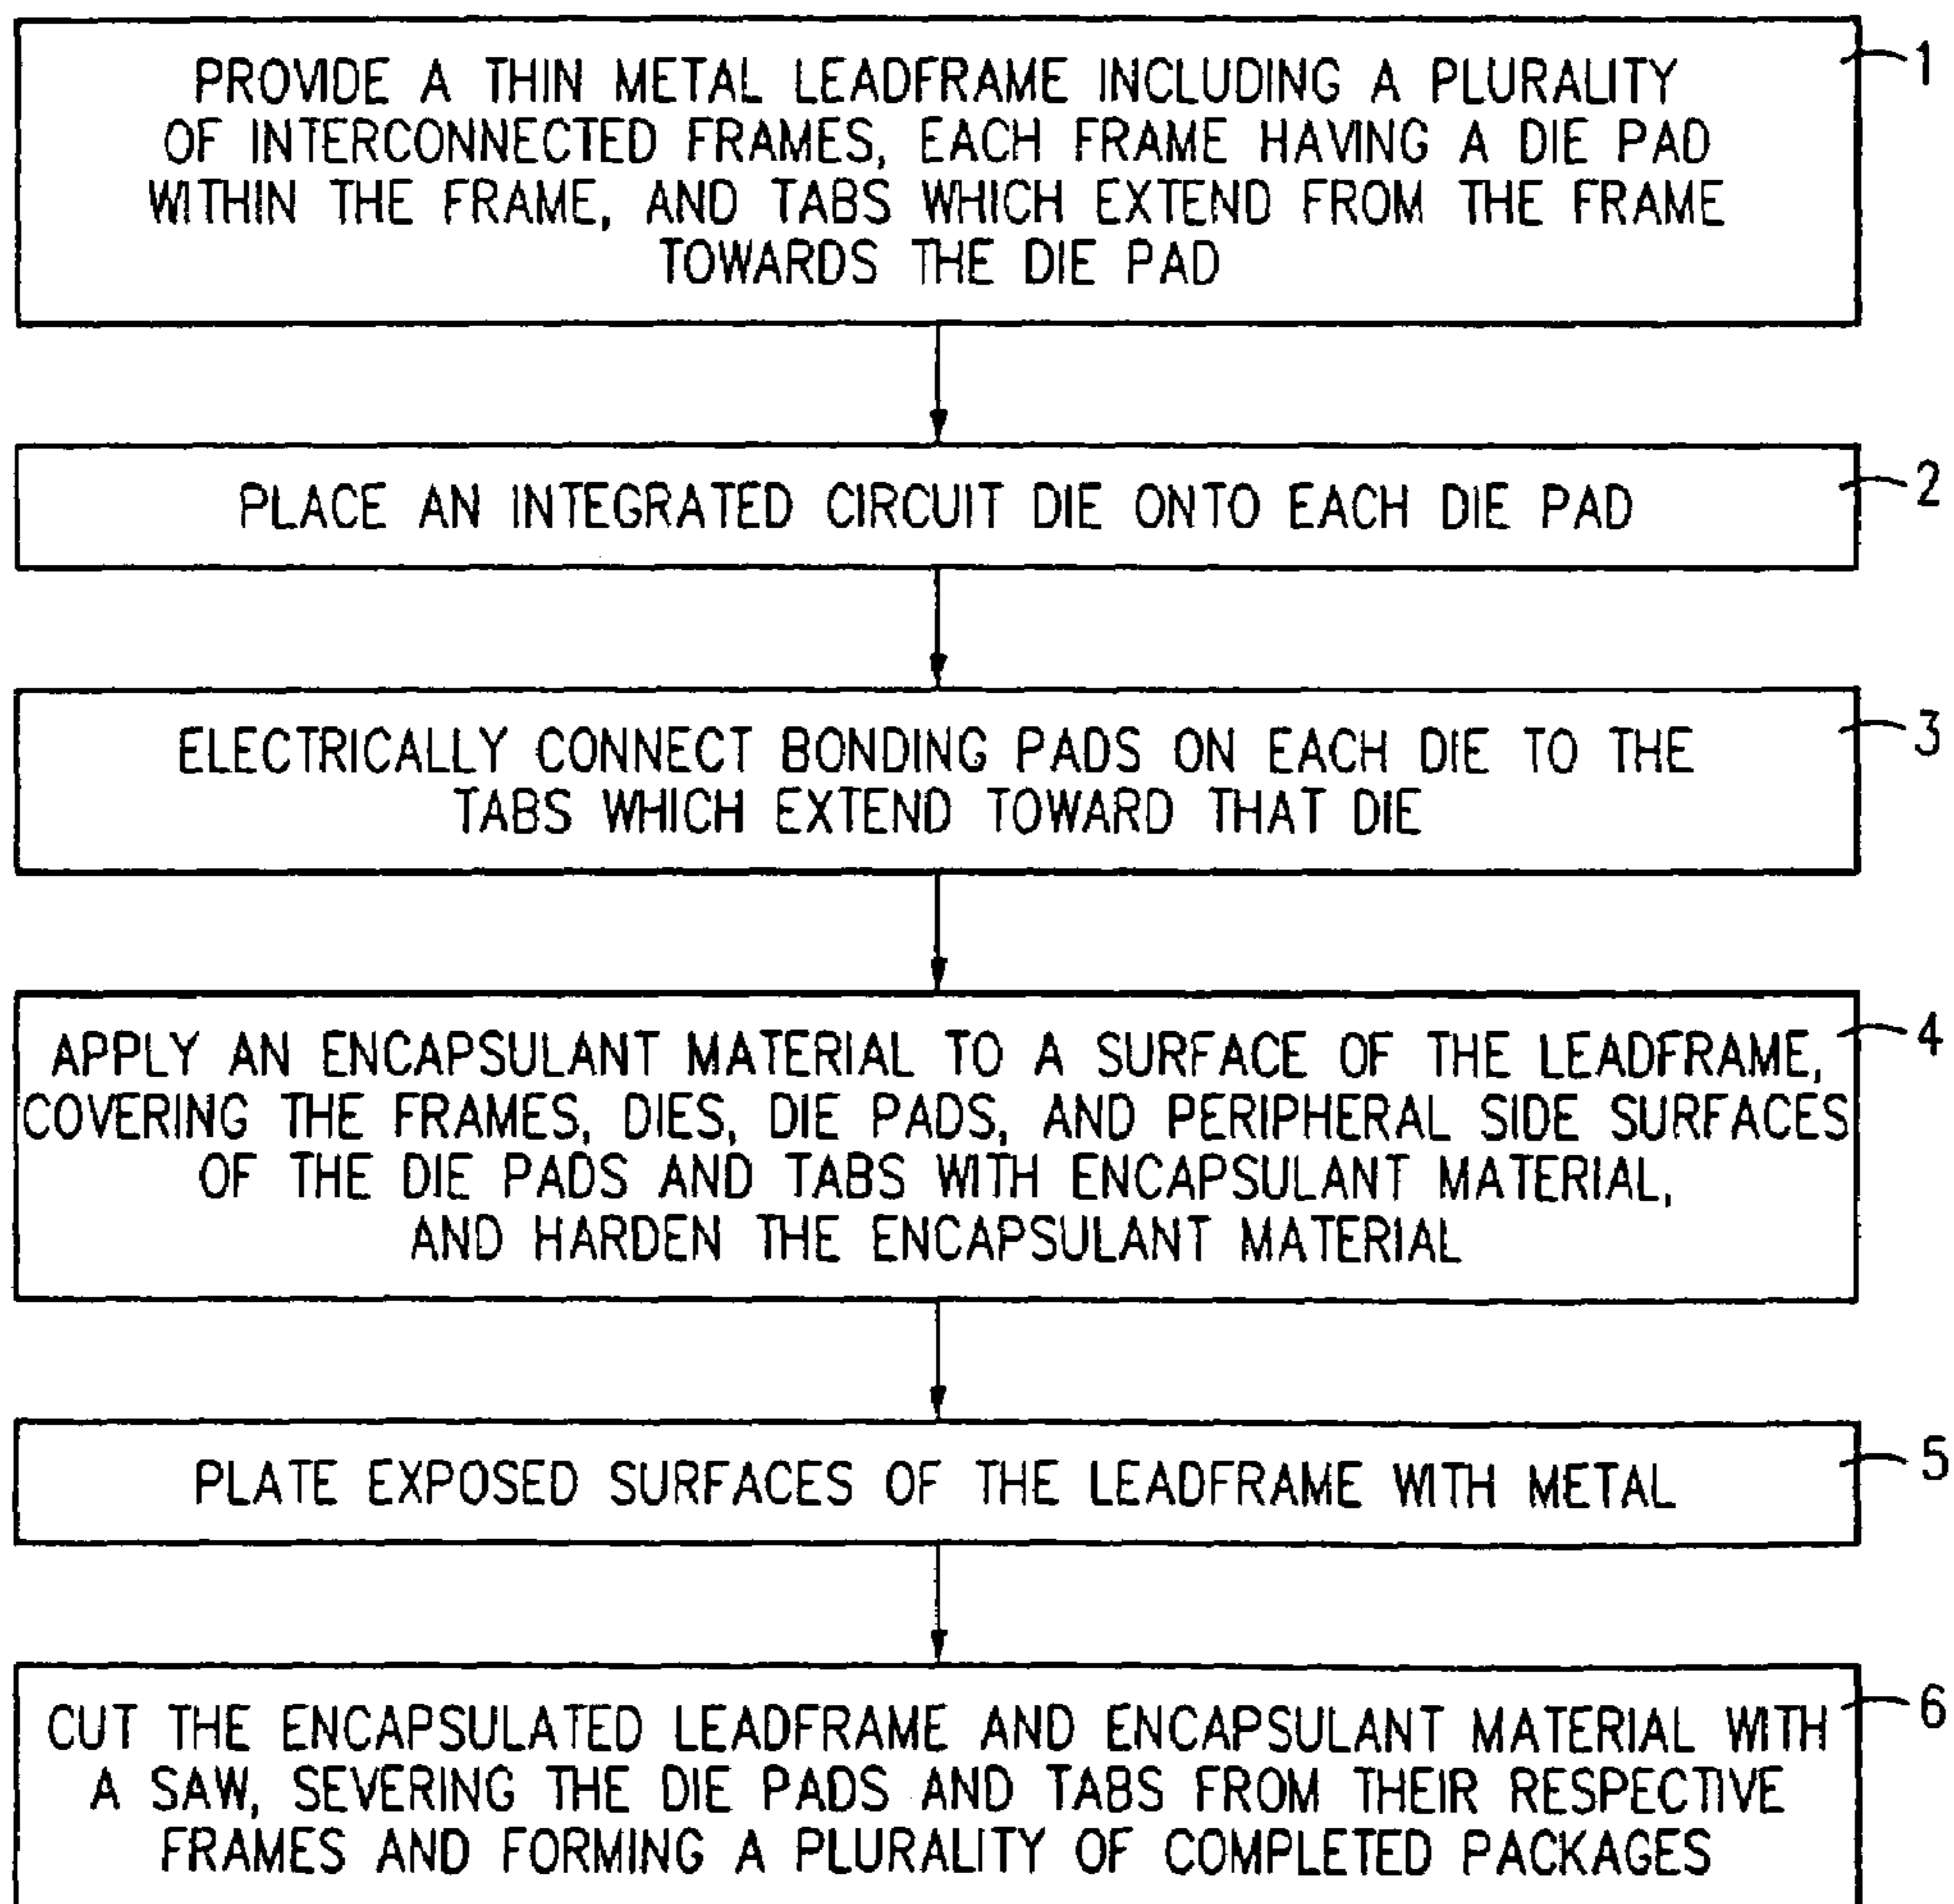 PROVIDE A THIN METAL LEADFRAME INCLUDING A PLURALITY
OF INTERCONNECTED FRAMES, EACH FRAME HAVING A DIE PAD
WITHIN THE FRAME, AND TABS WHICH EXTEND FROM THE FRAME
TOWARDS THE DIE PAD
1
PLACE AN INTEGRATED CIRCUIT DIE ONTO EACH DIE PAD
2
ELECTRICALLY CONNECT BONDING PADS ON EACH DIE TO THE
TABS WHICH EXTEND TOWARD THAT DIE
3
APPLY AN ENCAPSULANT MATERIAL TO A SURFACE OF THE LEADFRAME,
COVERING THE FRAMES, DIES, DIE PADS, AND PERIPHERAL SIDE SURFACES
OF THE DIE PADS AND TABS WITH ENCAPSULANT MATERIAL,
AND HARDEN THE ENCAPSULANT MATERIAL
4
PLATE EXPOSED SURFACES OF THE LEADFRAME WITH METAL
5
CUT THE ENCAPSULATED LEADFRAME AND ENCAPSULANT MATERIAL WITH
A SAW, SEVERING THE DIE PADS AND TABS FROM THEIR RESPECTIVE
FRAMES AND FORMING A PLURALITY OF COMPLETED PACKAGES
6